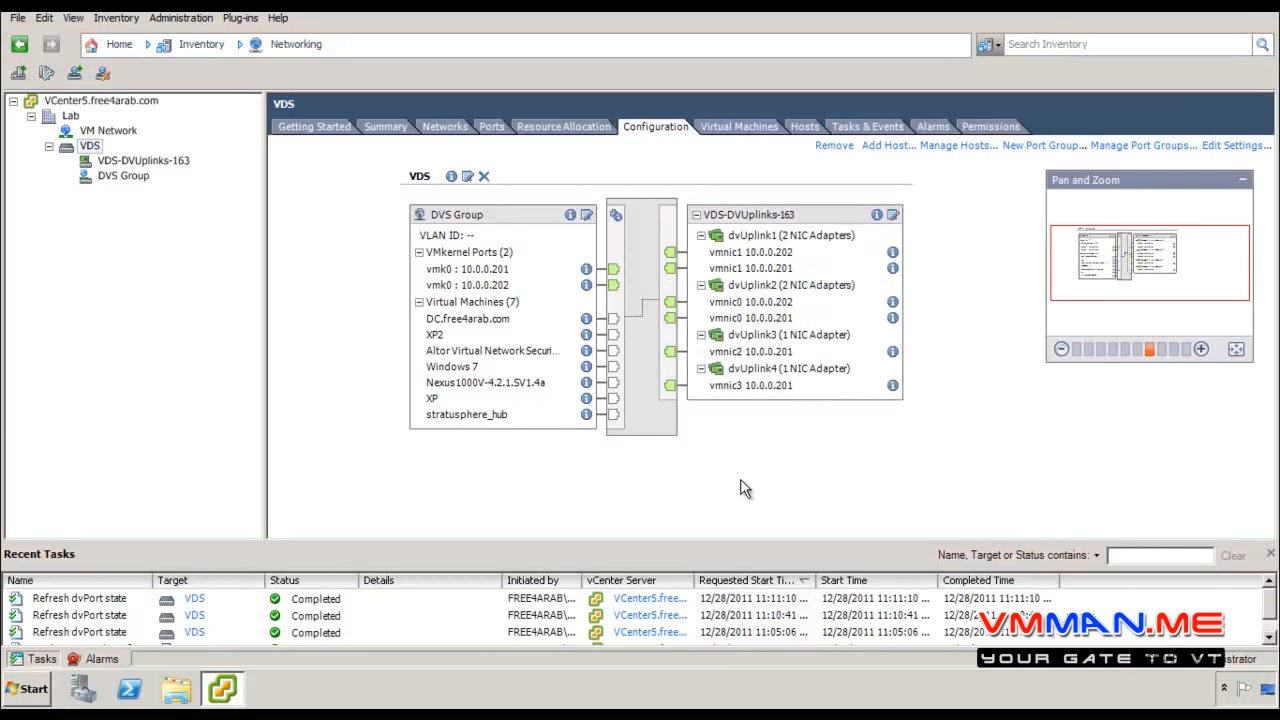 File Edit View Inventory Administration Plug-ins Help
Home Inventory Networking Search Inventory
VCenter5.free4arab.com
Lab
VM Network
VDS
VDS-DVUplinks-163
DVS Group
VDS
Getting Started Summary Networks Ports Resource Allocation Configuration Virtual Machines Hosts Tasks & Events Alarms Permissions
Remove Add Host... Manage Hosts... New Port Group... Manage Port Groups... Edit Settings...
VDS
DVS Group
VLAN ID: --
VMkernel Ports (2)
vmk0 : 10.0.0.201
vmk0 : 10.0.0.202
Virtual Machines (7)
DC.free4arab.com
XP2
Altor Virtual Network Securi...
Windows 7
Nexus1000V-4.2.1.SV1.4a
XP
stratusphere_hub
VDS-DVUplinks-163
dvUplink1 (2 NIC Adapters)
vmnic1 10.0.0.202
vmnic1 10.0.0.201
dvUplink2 (2 NIC Adapters)
vmnic0 10.0.0.202
vmnic0 10.0.0.201
dvUplink3 (1 NIC Adapter)
vmnic2 10.0.0.201
dvUplink4 (1 NIC Adapter)
vmnic3 10.0.0.201
Pan and Zoom
Recent Tasks Name, Target or Status contains: Clear
Name Target Status Details Initiated by vCenter Server Requested Start Ti... Start Time Completed Time
Refresh dvPort state VDS Completed FREE4ARAB\... VCenter5.free... 12/28/2011 11:11:10 ... 12/28/2011 11:11:10 ... 12/28/2011 11:11:10 ...
Refresh dvPort state VDS Completed FREE4ARAB\... VCenter5.free... 12/28/2011 11:10:41 ... 12/28/2011 11:10:41 ...
Refresh dvPort state VDS Completed FREE4ARAB\... VCenter5.free... 12/28/2011 11:05:06 ... 12/28/2011 11:05:06 ...
VMMAN.ME
Tasks Alarms
YOUR GATE TO VT
Start